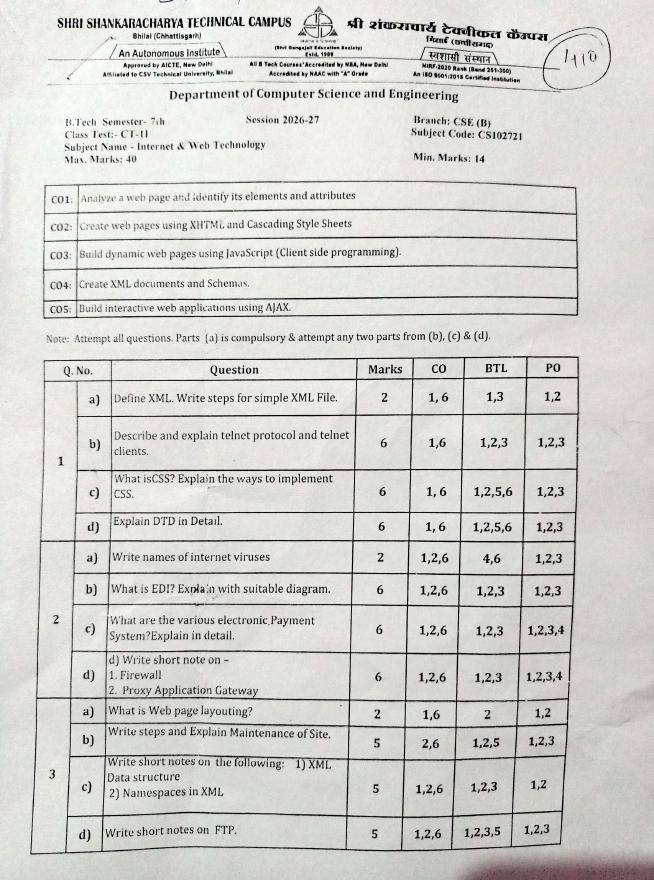 SHRI SHANKARACHARYA TECHNICAL CAMPUS
Bhilai (Chhattisgarh)
An Autonomous Institute
Approved by AICTE, New Delhi
Affiliated to CSV Technical University, Bhilai
(Shri Gangajali Education Society)
Estd. 1999
All B Tech Courses Accredited by NBA, New Delhi
Accredited by NAAC with "A" Grade
श्री शंकराचार्य टेक्नीकल कैम्पस
भिलाई (छत्तीसगढ़)
स्वशासी संस्थान
NIRF-2020 Rank (Band 251-300)
An ISO 9001:2015 Certified Institution
Department of Computer Science and Engineering
B.Tech Semester- 7th Session 2026-27 Branch: CSE (B)
Class Test:- CT-II Subject Code: CS102721
Subject Name - Internet & Web Technology
Max. Marks: 40 Min. Marks: 14
CO1: Analyze a web page and identify its elements and attributes
CO2: Create web pages using XHTML and Cascading Style Sheets
CO3: Build dynamic web pages using JavaScript (Client side programming).
CO4: Create XML documents and Schemas.
CO5: Build interactive web applications using AJAX.
Note: Attempt all questions. Parts (a) is compulsory & attempt any two parts from (b), (c) & (d).
Q. No. Question Marks CO BTL PO
1
a) Define XML. Write steps for simple XML File. 2 1, 6 1,3 1,2
b) Describe and explain telnet protocol and telnet
clients. 6 1,6 1,2,3 1,2,3
c) What isCSS? Explain the ways to implement
CSS. 6 1, 6 1,2,5,6 1,2,3
d) Explain DTD in Detail. 6 1, 6 1,2,5,6 1,2,3
2
a) Write names of internet viruses 2 1,2,6 4,6 1,2,3
b) What is EDI? Explain with suitable diagram. 6 1,2,6 1,2,3 1,2,3
c) What are the various electronic Payment
System?Explain in detail. 6 1,2,6 1,2,3 1,2,3,4
d) d) Write short note on –
1. Firewall 6 1,2,6 1,2,3 1,2,3,4
2. Proxy Application Gateway
3
a) What is Web page layouting? 2 1,6 2 1,2
b) Write steps and Explain Maintenance of Site. 5 2,6 1,2,5 1,2,3
c) Write short notes on the following: 1) XML
Data structure 5 1,2,6 1,2,3 1,2
2) Namespaces in XML
d) Write short notes on FTP. 5 1,2,6 1,2,3,5 1,2,3